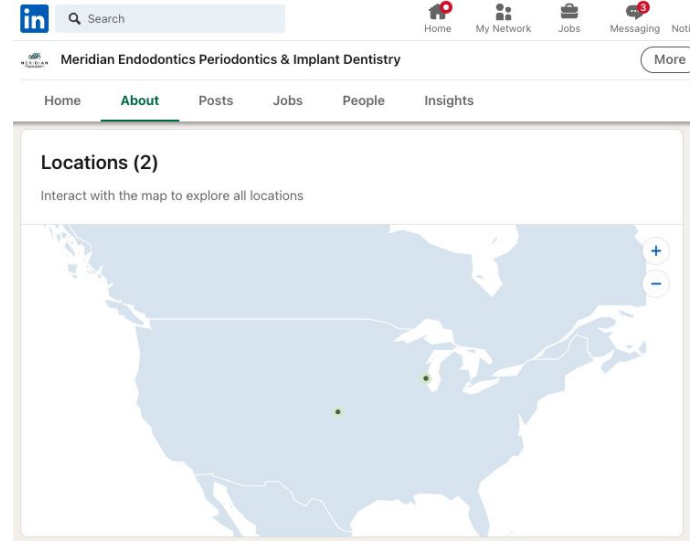 in
Search
Home
My Network
Jobs
3
Messaging
Noti
MERIDIAN
Meridian Endodontics Periodontics & Implant Dentistry
More
Home
About
Posts
Jobs
People
Insights
Locations (2)
Interact with the map to explore all locations
+
−